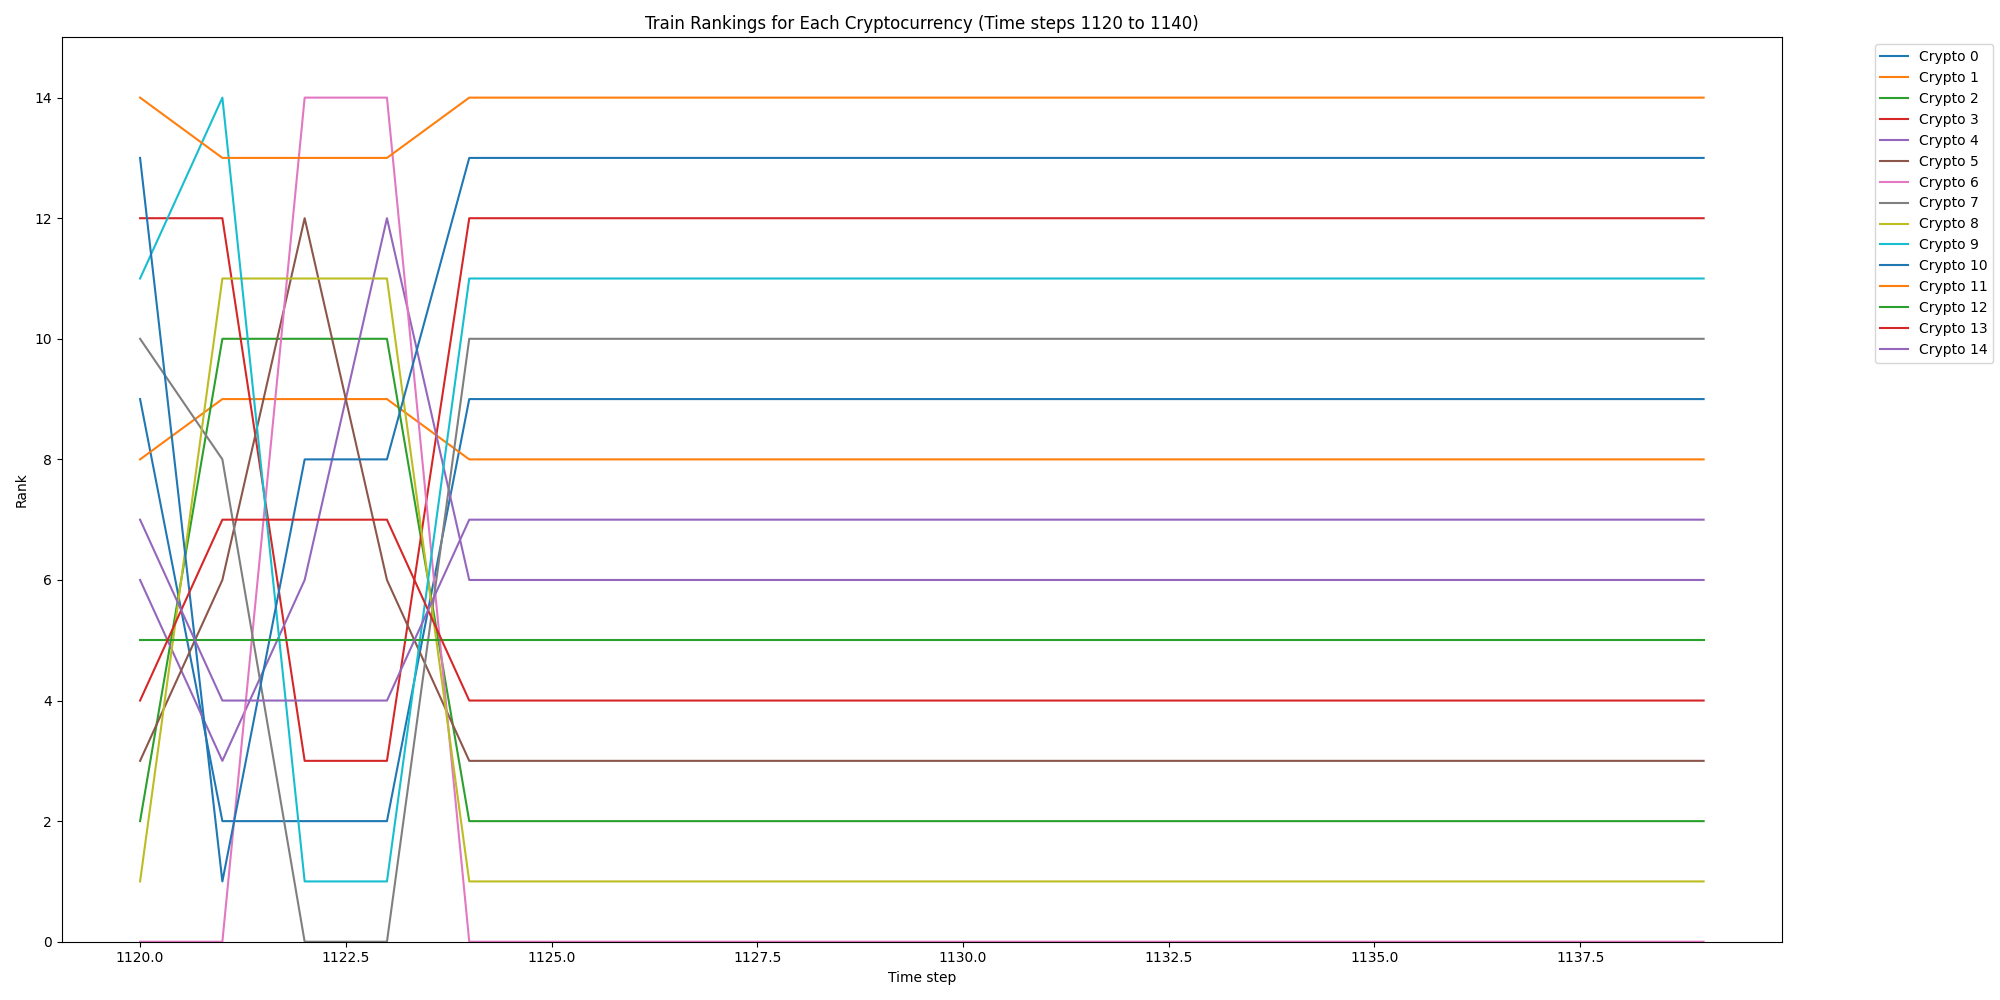 Train Rankings for Each Cryptocurrency (Time steps 1120 to 1140)
Rank
14
12
10
8
6
4
2
0
1120.0 1122.5 1125.0 1127.5 1130.0 1132.5 1135.0 1137.5
Time step
Crypto 0
Crypto 1
Crypto 2
Crypto 3
Crypto 4
Crypto 5
Crypto 6
Crypto 7
Crypto 8
Crypto 9
Crypto 10
Crypto 11
Crypto 12
Crypto 13
Crypto 14